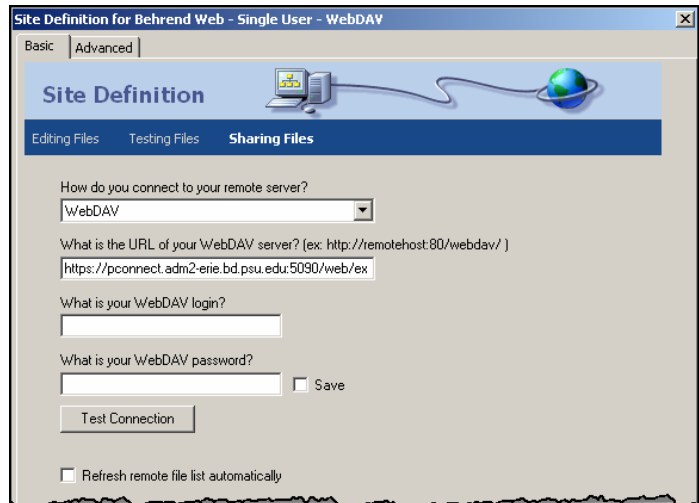 Site Definition for Behrend Web - Single User - WebDAV
Basic
Advanced
Site Definition
Editing Files
Testing Files
Sharing Files
How do you connect to your remote server?
WebDAV
What is the URL of your WebDAV server? (ex: http://remotehost:80/webdav/ )
https://pconnect.adm2-erie.bd.psu.edu:5090/web/ex
What is your WebDAV login?
What is your WebDAV password?
Save
Test Connection
Refresh remote file list automatically